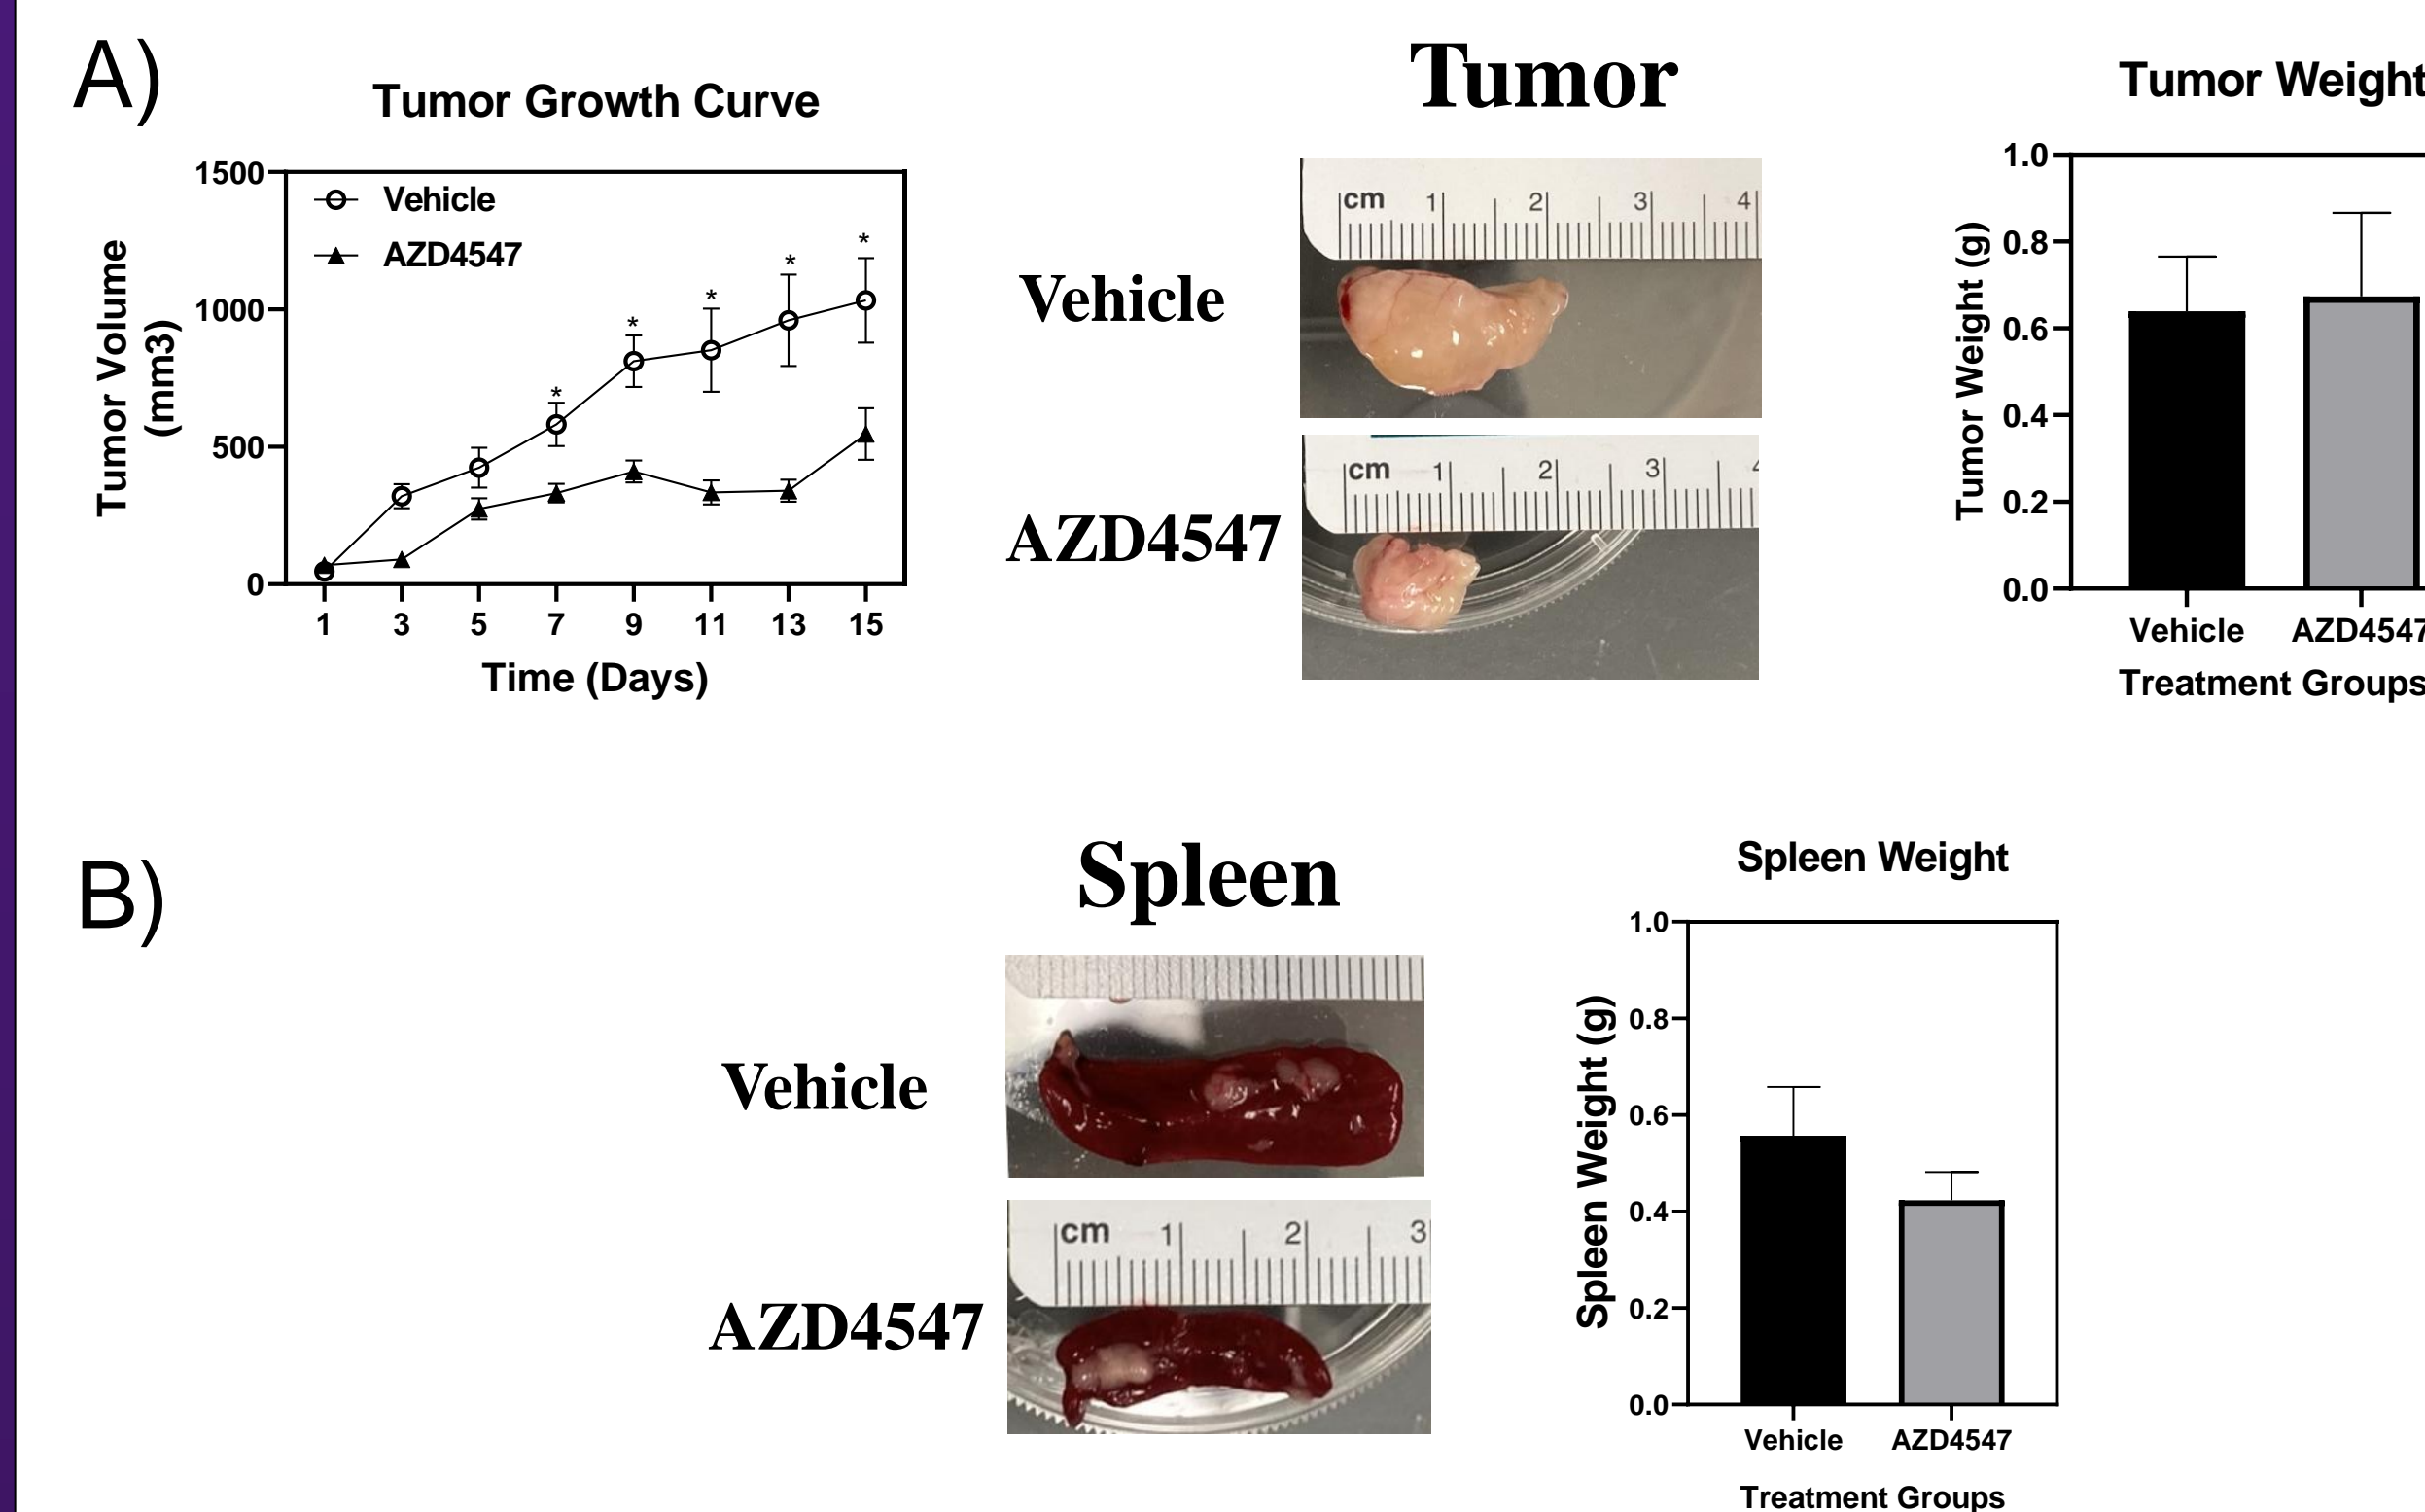 A)
Tumor Growth Curve
Tumor Volume
(mm3)
1500
1000
500
0
Vehicle
AZD4547
*
*
*
*
*
1 3 5 7 9 11 13 15
Time (Days)
Tumor
Vehicle
cm 1 2 3 4
AZD4547
cm 1 2 3 4
Tumor Weight
Tumor Weight (g)
1.0
0.8
0.6
0.4
0.2
0.0
Vehicle AZD4547
Treatment Groups
B)
Spleen
Vehicle
AZD4547
cm 1 2 3
Spleen Weight
Spleen Weight (g)
1.0
0.8
0.6
0.4
0.2
0.0
Vehicle AZD4547
Treatment Groups